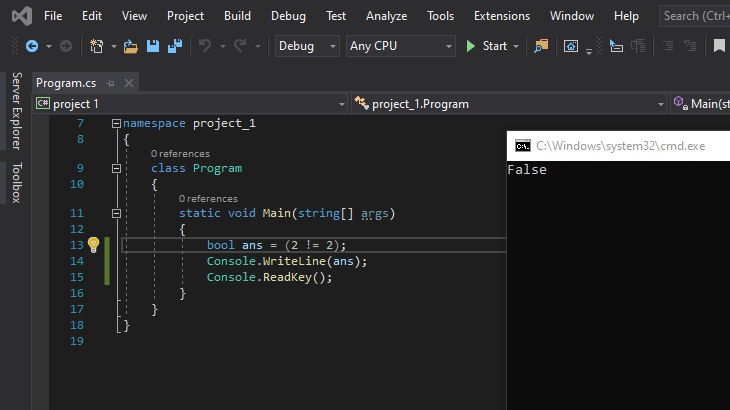 File Edit View Project Build Debug Test Analyze Tools Extensions Window Help Search (Ctrl+
Debug Any CPU Start
Server Explorer
Toolbox
Program.cs
C# project 1 project_1.Program Main(st
7 namespace project_1
8 {
0 references
9 class Program
10 {
0 references
11 static void Main(string[] args)
12 {
13 bool ans = (2 != 2);
14 Console.WriteLine(ans);
15 Console.ReadKey();
16 }
17 }
18 }
19
C:\Windows\system32\cmd.exe
False